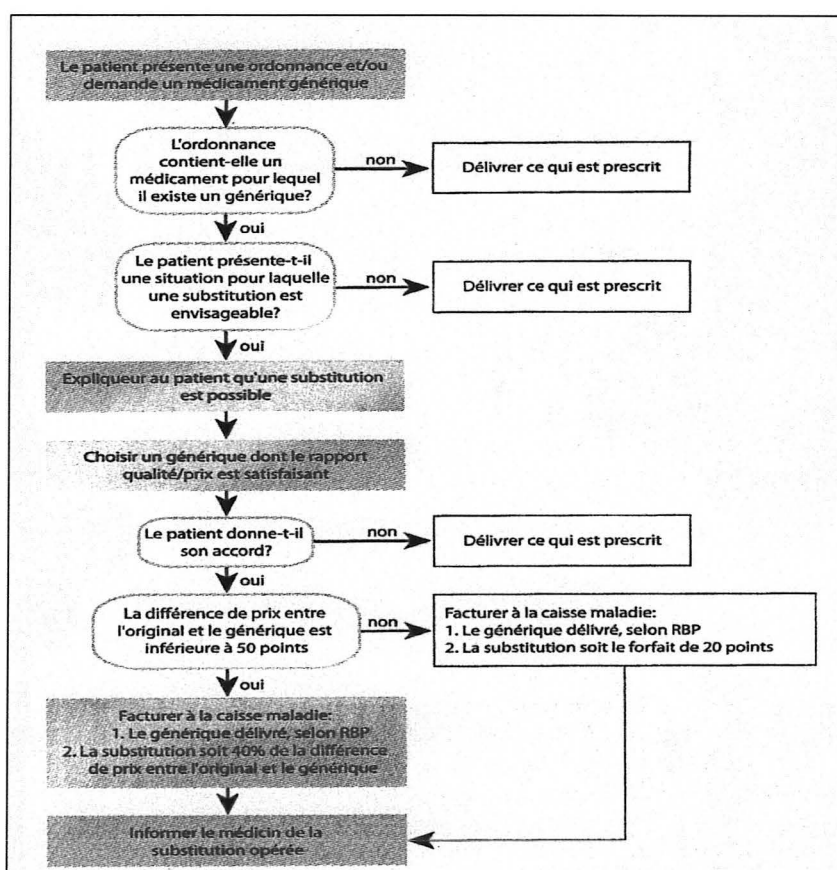 Le patient présente une ordonnance et/ou
demande un médicament générique
L'ordonnance
contient-elle un
médicament pour lequel
il existe un générique?
non
Délivrer ce qui est prescrit
oui
Le patient présente-t-il
une situation pour laquelle
une substitution est
envisageable?
non
Délivrer ce qui est prescrit
oui
Expliqueur au patient qu'une substitution
est possible
Choisir un générique dont le rapport
qualité/prix est satisfaisant
Le patient donne-t-il
son accord?
non
Délivrer ce qui est prescrit
oui
La différence de prix entre
l'original et le générique est
inférieure à 50 points
non
Facturer à la caisse maladie:
1. Le générique délivré, selon RBP
2. La substitution soit le forfait de 20 points
oui
Facturer à la caisse maladie:
1. Le générique délivré, selon RBP
2. La substitution soit 40% de la différence
de prix entre l'original et le générique
Informer le médicin de la
substitution opérée